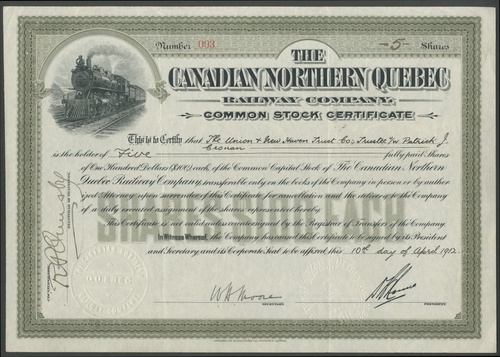 Number 093 -5- Shares
THE
CANADIAN NORTHERN QUEBEC
RAILWAY COMPANY.
COMMON STOCK CERTIFICATE
This is to Certify that The Union & New Haven Trust Co; Trustee For Patrick J. Cronan
is the holder of Five fully paid Shares
of One Hundred Dollars ($100) each of the Common Capital Stock of The Canadian Northern
Quebec Railway Company, transferable only on the books of the Company in person or by author-
ized Attorney upon surrender of this Certificate for cancellation and the delivery to the Company
of a duly executed assignment of the shares represented hereby.
This Certificate is not valid unless countersigned by the Registrar of Transfers of the Company.
In Witness Whereof, the Company has caused this Certificate to be signed by its President
and Secretary and its Corporate Seal to be affixed this 10th day of April 1912.
W H Moore
SECRETARY
PRESIDENT